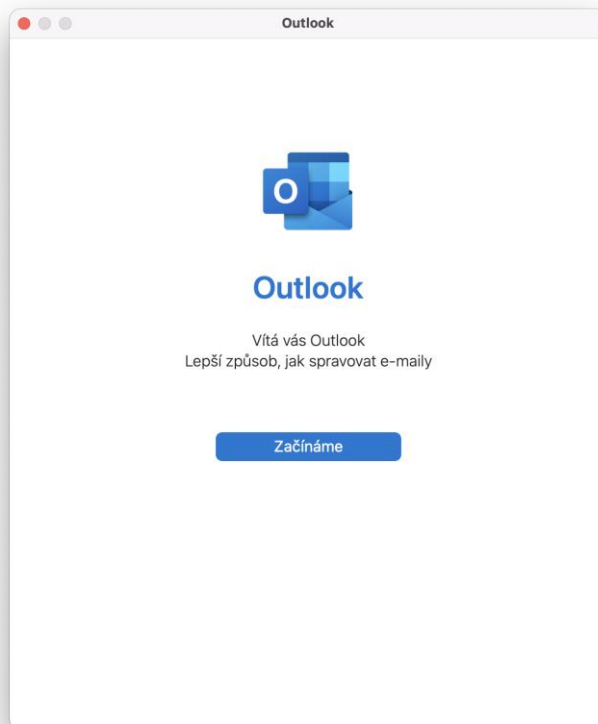 Outlook
O
Outlook
Vítá vás Outlook
Lepší způsob, jak spravovat e-maily
Začínáme